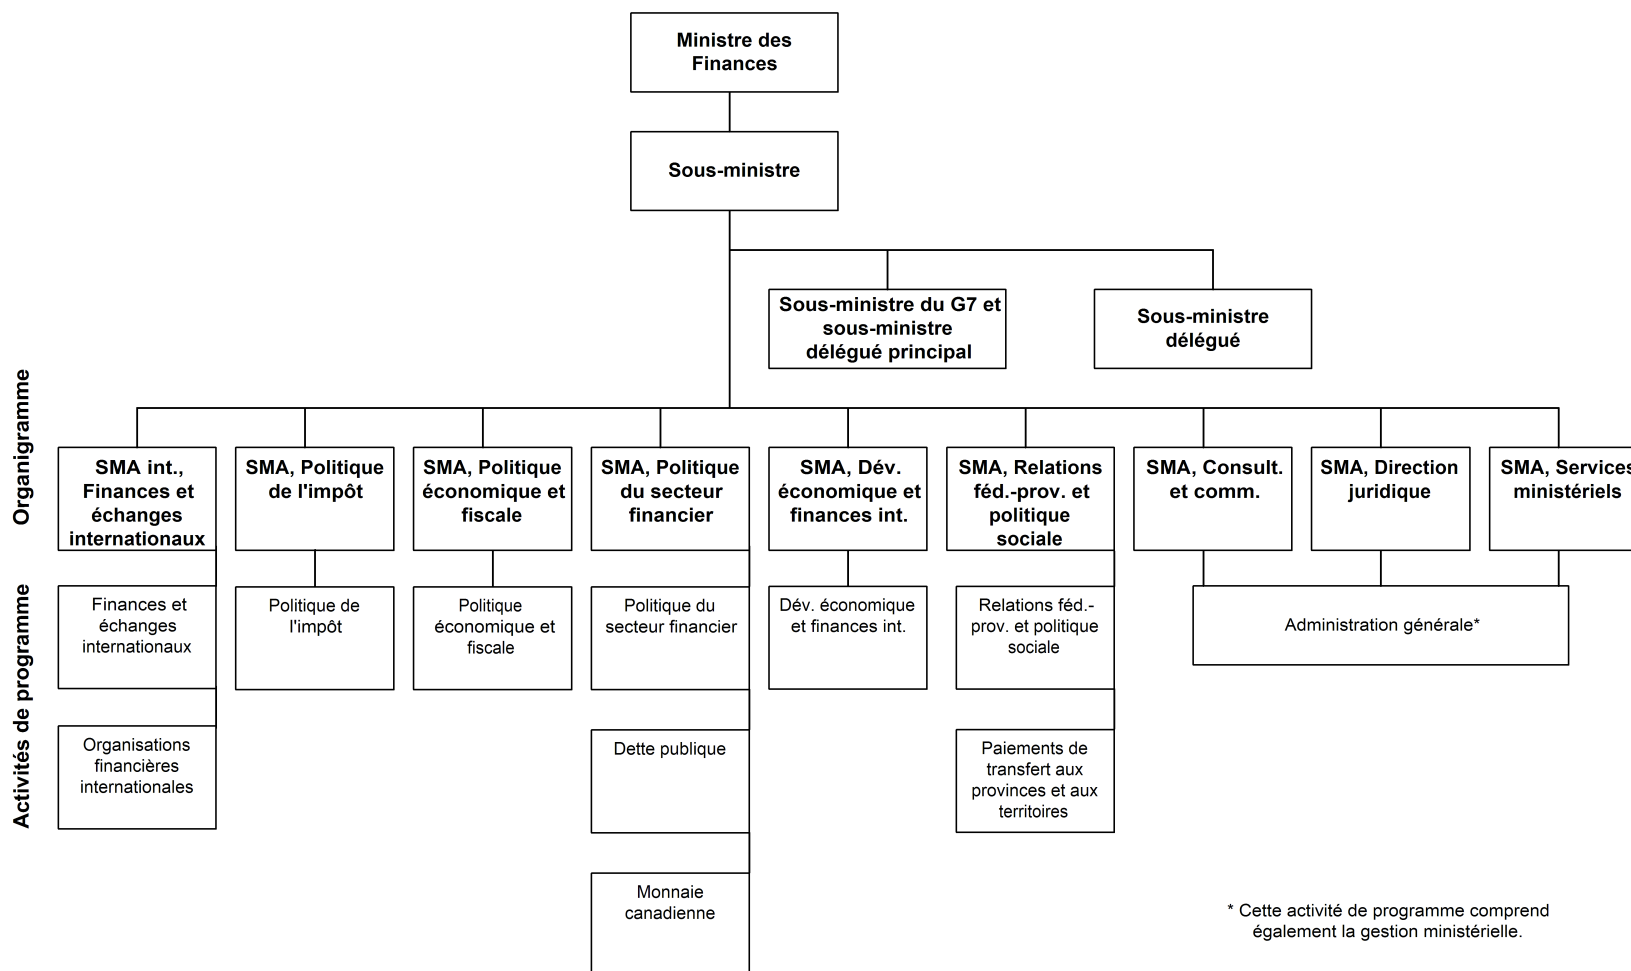 Ministre des
Finances
Sous-ministre
Sous-ministre du G7 et
sous-ministre
délégué principal
Sous-ministre
délégué
Organigramme
SMA int.,
Finances et
échanges
internationaux
SMA, Politique
de l'impôt
SMA, Politique
économique et
fiscale
SMA, Politique
du secteur
financier
SMA, Dév.
économique et
finances int.
SMA, Relations
féd.-prov. et
politique
sociale
SMA, Consult.
et comm.
SMA, Direction
juridique
SMA, Services
ministériels
Activités de programme
Finances et
échanges
internationaux
Politique de
l'impôt
Politique
économique et
fiscale
Politique du
secteur financier
Dév. économique
et finances int.
Relations féd.-
prov. et politique
sociale
Administration générale*
Organisations
financières
internationales
Dette publique
Paiements de
transfert aux
provinces et aux
territoires
Monnaie
canadienne
* Cette activité de programme comprend
également la gestion ministérielle.